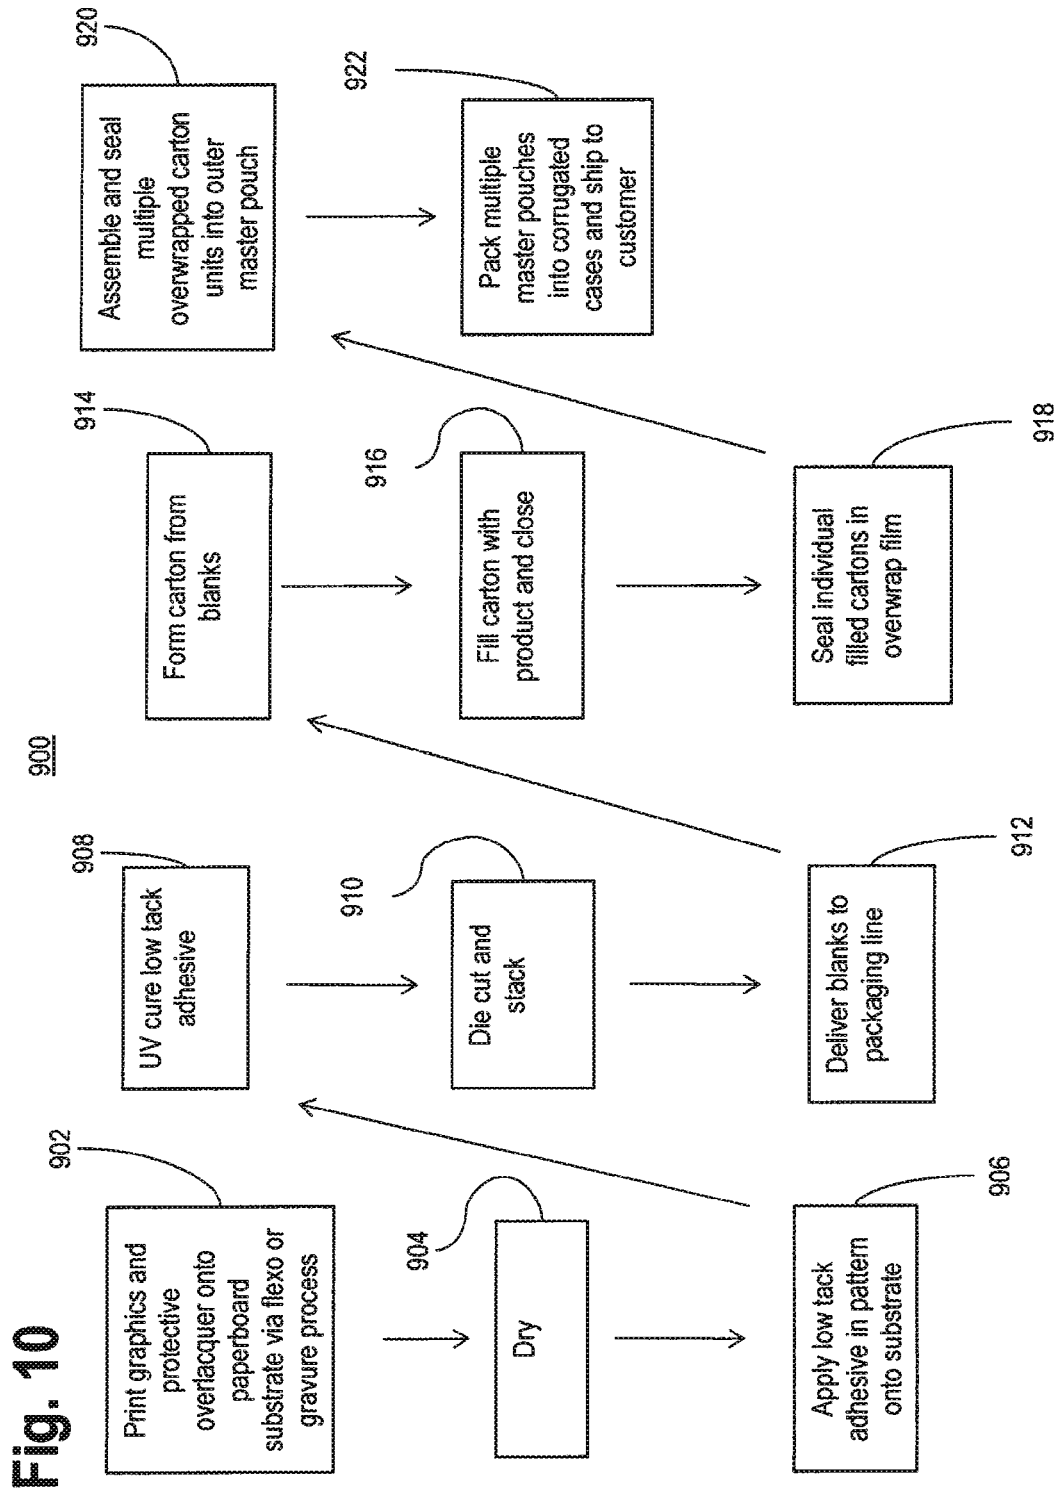 Fig. 10
900
902
Print graphics and
protective
overlacquer onto
paperboard
substrate via flexo or
gravure process
904
Dry
906
Apply low tack
adhesive in pattern
onto substrate
908
UV cure low tack
adhesive
910
Die cut and
stack
912
Deliver blanks to
packaging line
914
Form carton from
blanks
916
Fill carton with
product and close
918
Seal individual
filled cartons in
overwrap film
920
Assemble and seal
multiple
overwrapped carton
units into outer
master pouch
922
Pack multiple
master pouches
into corrugated
cases and ship to
customer